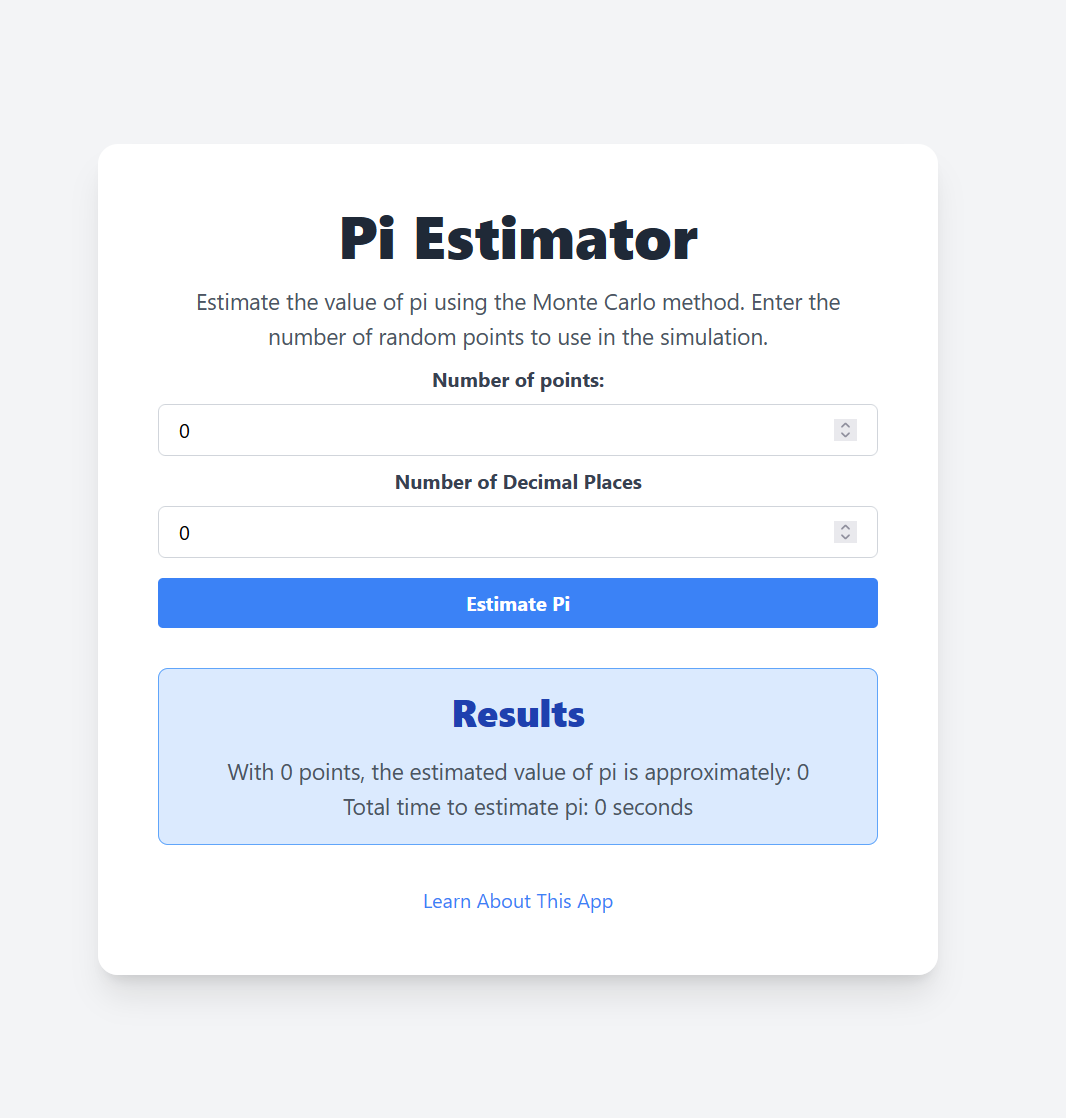 Pi Estimator
Estimate the value of pi using the Monte Carlo method. Enter the
number of random points to use in the simulation.
Number of points:
0
Number of Decimal Places
0
Estimate Pi
Results
With 0 points, the estimated value of pi is approximately: 0
Total time to estimate pi: 0 seconds
Learn About This App